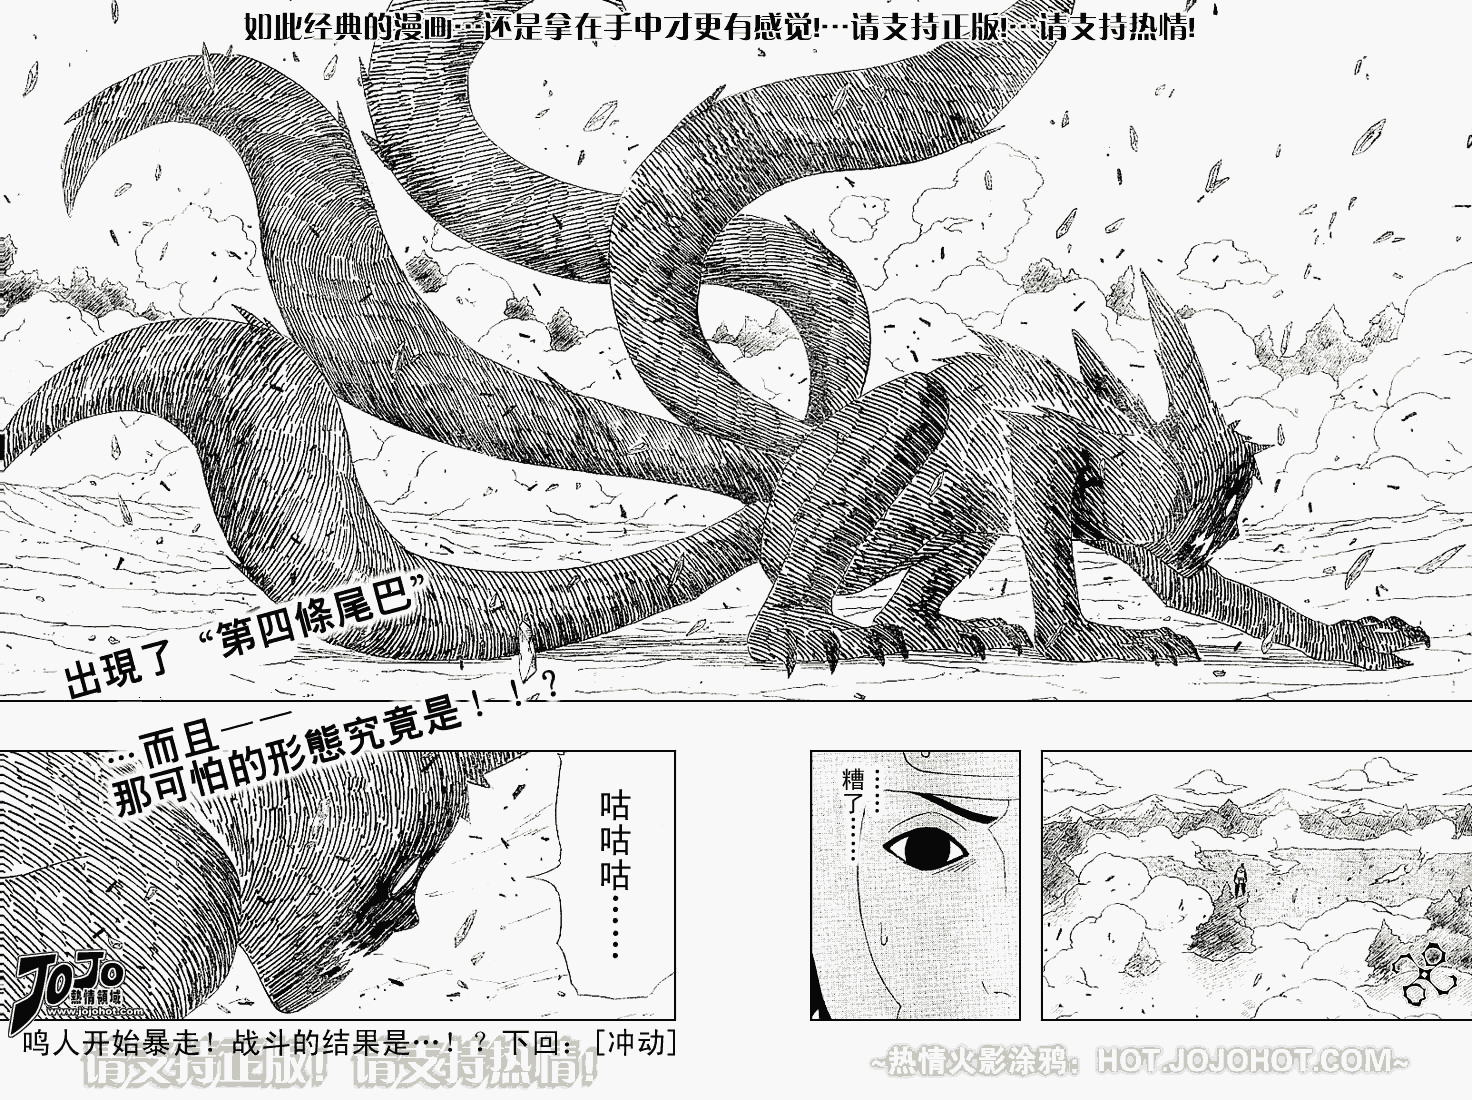 如此经典的漫画…还是拿在手中才更有感觉!…请支持正版!…请支持热情!
出現了“第四條尾巴”
…而且——
那可怕的形態究竟是！！？
……糟了……
咕咕咕……
JOJO
熱情領域
www.jojohot.com
鸣人开始暴走！战斗的结果是…！？下回：[冲动]
请支持正版！请支持热情！
~热情火影涂鸦：HOT.JOJOHOT.COM~